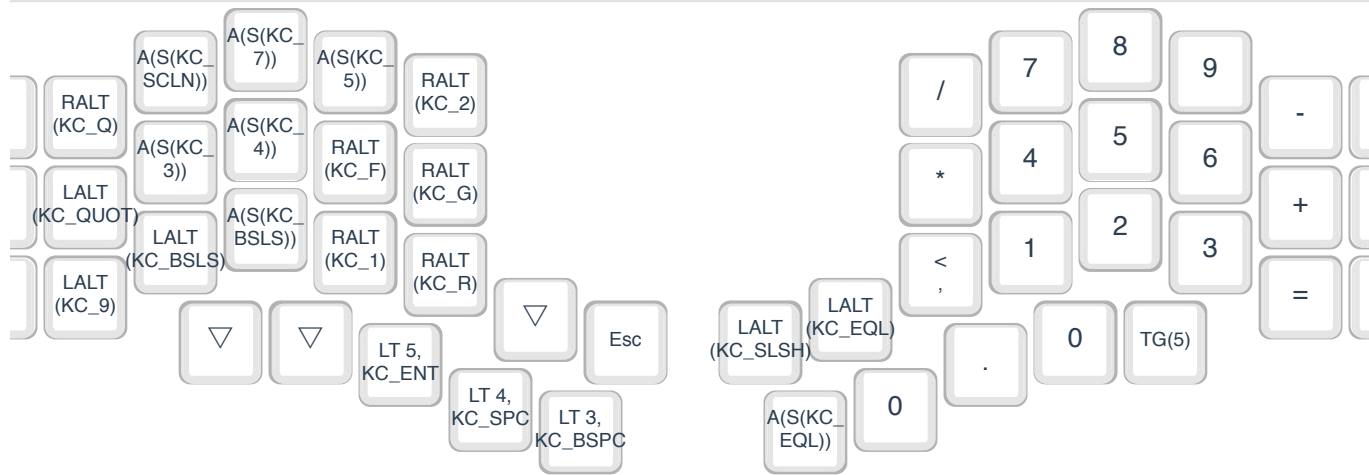 A(S(KC_
7))
8
A(S(KC_
SCLN))
A(S(KC_
5))
7
9
RALT
(KC_2)
/
RALT
(KC_Q)
-
A(S(KC_
4))
5
A(S(KC_
3))
RALT
(KC_F)
4
6
RALT
(KC_G)
*
LALT
(KC_QUOT)
+
A(S(KC_
BSLS))
2
LALT
(KC_BSLS)
RALT
(KC_1)
1
3
RALT
(KC_R)
<
,
LALT
(KC_9)
=
▽
LALT
(KC_EQL)
▽
▽
Esc
LALT
(KC_SLSH)
0
TG(5)
LT 5,
KC_ENT
.
LT 4,
KC_SPC
0
LT 3,
KC_BSPC
A(S(KC_
EQL))